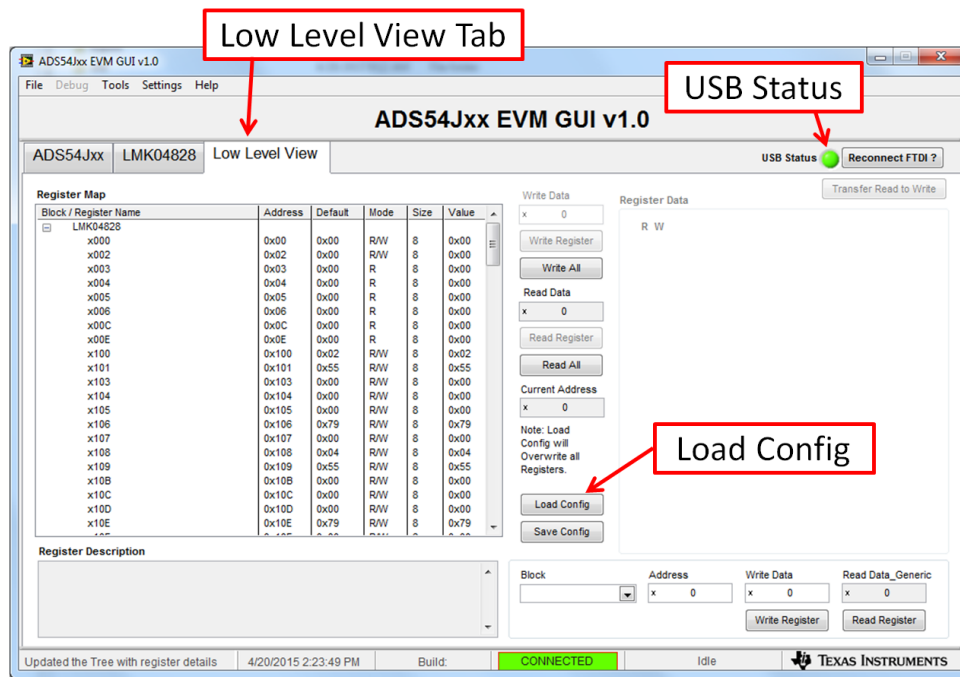 Low Level View Tab
ADS54Jxx EVM GUI v1.0
USB Status
File Debug Tools Settings Help
ADS54Jxx EVM GUI v1.0
ADS54Jxx LMK04828 Low Level View
USB Status Reconnect FTDI ?
Register Map
Write Data
Register Data
Transfer Read to Write
Block / Register Name Address Default Mode Size Value
x 0
R W
LMK04828
x000 0x00 0x00 R/W 8 0x00
Write Register
x002 0x02 0x00 R/W 8 0x00
x003 0x03 0x00 R 8 0x00
Write All
x004 0x04 0x00 R 8 0x00
x005 0x05 0x00 R 8 0x00
Read Data
x006 0x06 0x00 R 8 0x00
x 0
x00C 0x0C 0x00 R 8 0x00
x00E 0x0E 0x00 R 8 0x00
Read Register
x100 0x100 0x02 R/W 8 0x02
x101 0x101 0x55 R/W 8 0x55
Read All
x103 0x103 0x00 R/W 8 0x00
x104 0x104 0x00 R/W 8 0x00
Current Address
x105 0x105 0x00 R/W 8 0x00
x 0
x106 0x106 0x79 R/W 8 0x79
x107 0x107 0x00 R/W 8 0x00
x108 0x108 0x04 R/W 8 0x04
x109 0x109 0x55 R/W 8 0x55
x10B 0x10B 0x00 R/W 8 0x00
x10C 0x10C 0x00 R/W 8 0x00
x10D 0x10D 0x00 R/W 8 0x00
x10E 0x10E 0x79 R/W 8 0x79
Note: Load
Config will
Overwrite all
Registers.
Load Config
Load Config
Save Config
Register Description
Block Address Write Data Read Data_Generic
x 0 x 0 x 0
Write Register Read Register
Updated the Tree with register details 4/20/2015 2:23:49 PM Build: CONNECTED Idle TEXAS INSTRUMENTS